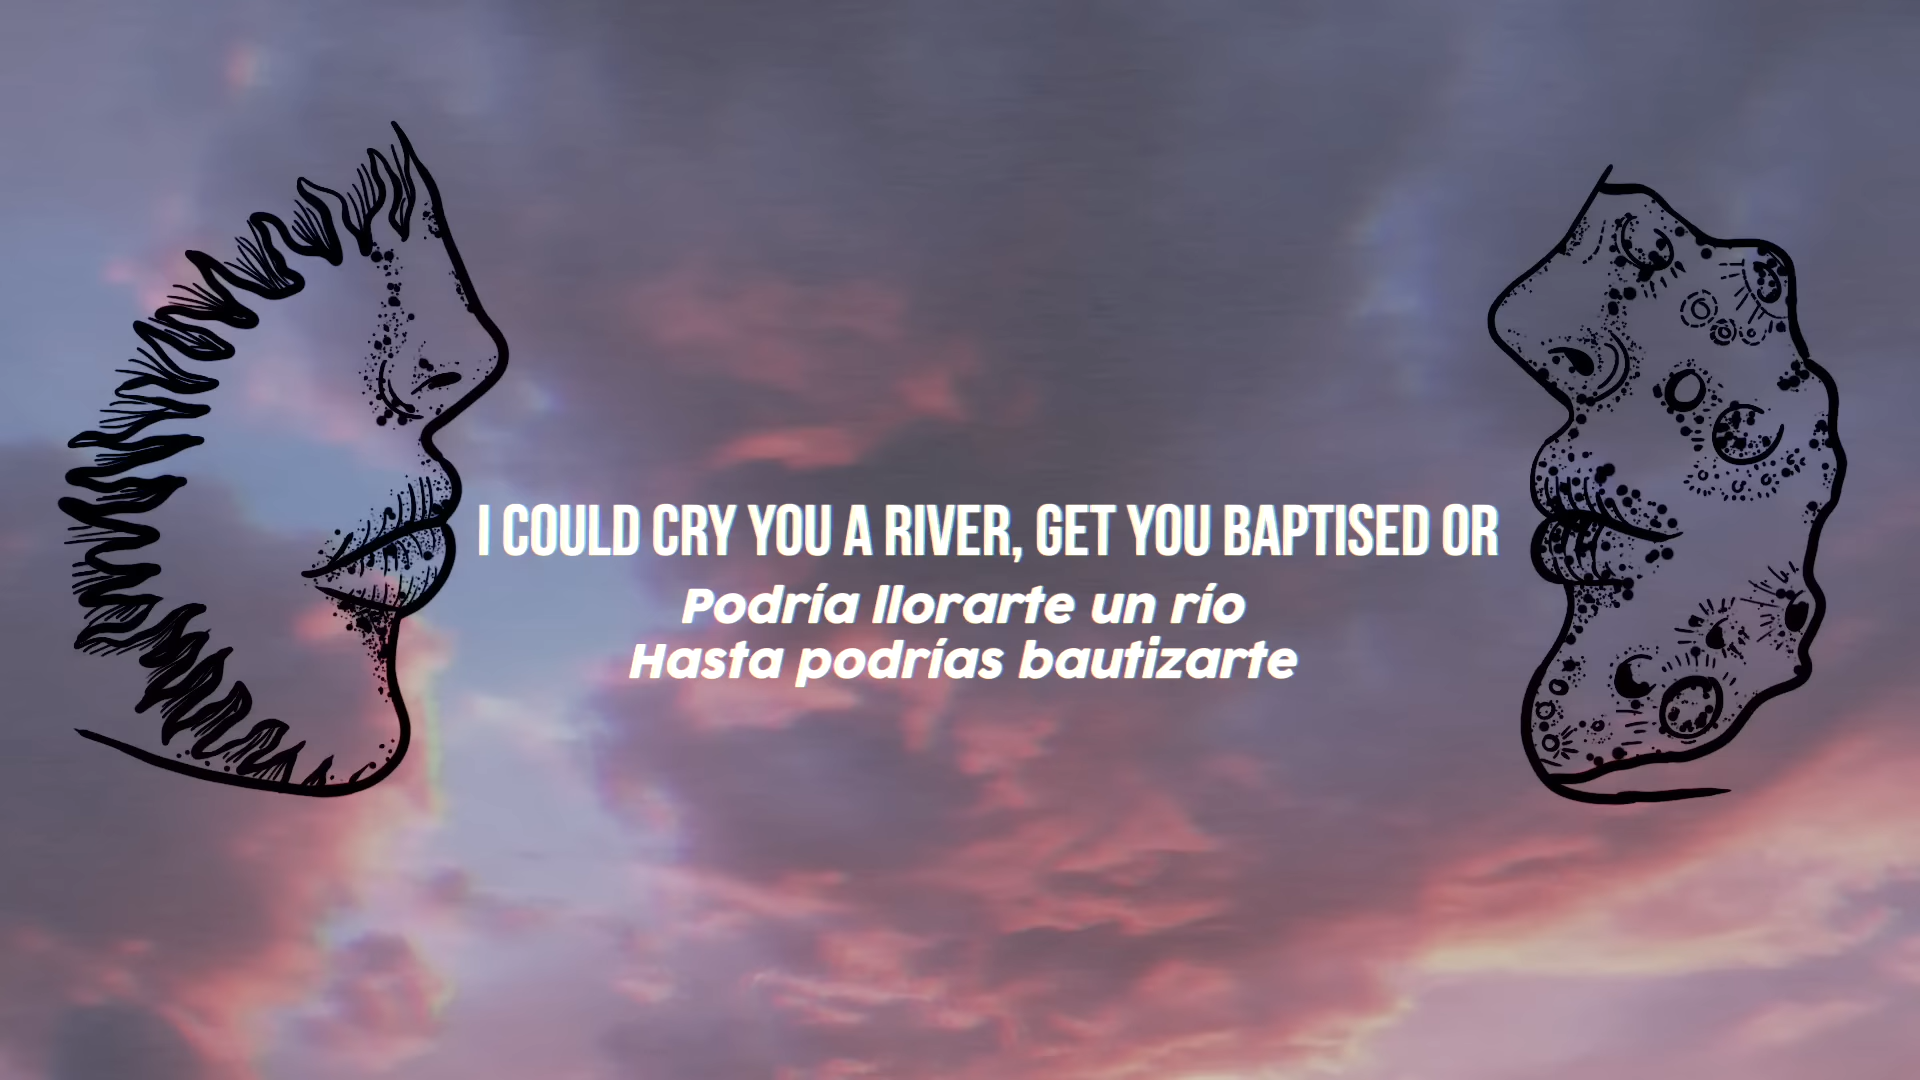 I COULD CRY YOU A RIVER, GET YOU BAPTISED OR
Podría llorarte un río
Hasta podrías bautizarte